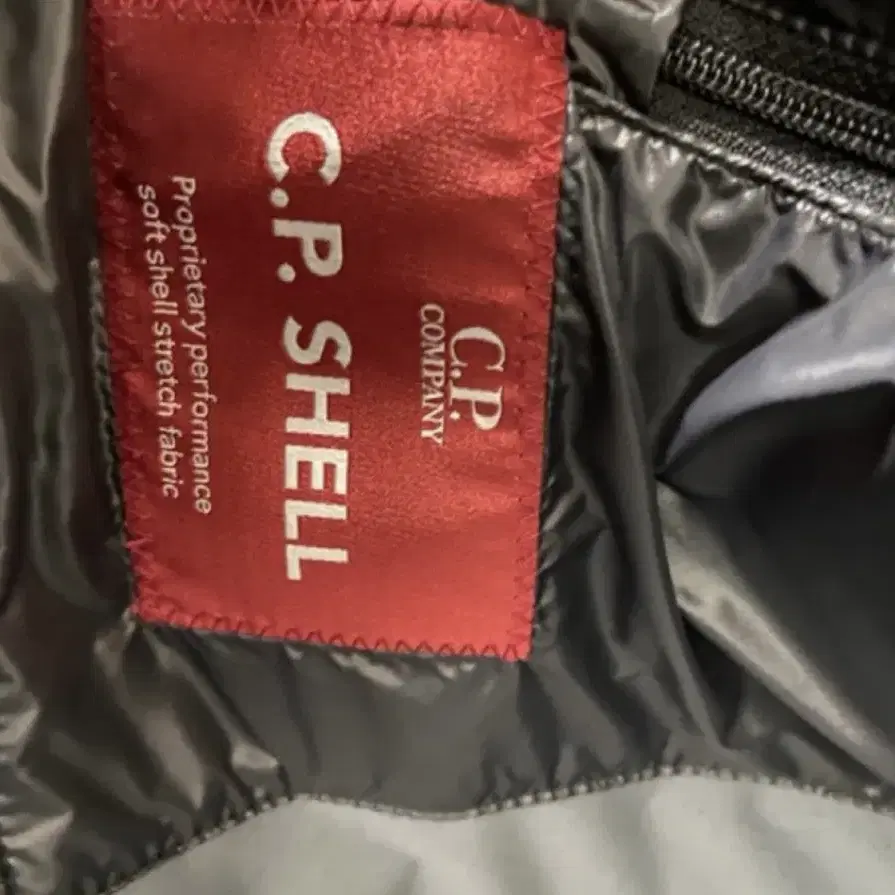 C.P.
COMPANY
C.P. SHELL
Proprietary performance
soft shell stretch fabric